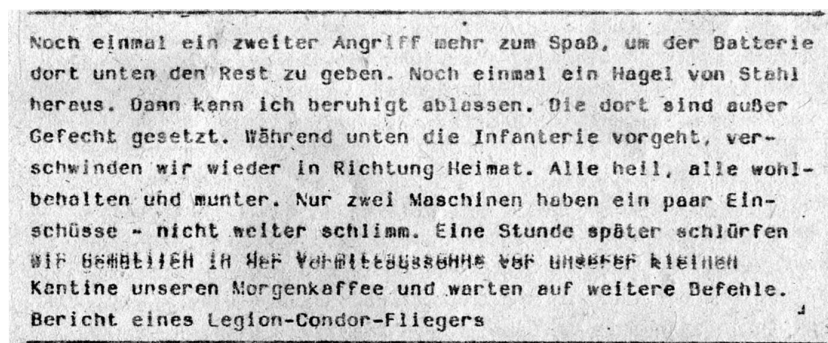 Noch einmal ein zweiter Angriff mehr zum Spaß, um der Batterie
dort unten den Rest zu geben. Noch einmal ein Hagel von Stahl
heraus. Dann kann ich beruhigt ablassen. Die dort sind außer
Gefecht gesetzt. Während unten die Infanterie vorgeht, ver-
schwinden wir wieder in Richtung Heimat. Alle heil, alle wohl-
behalten und munter. Nur zwei Maschinen haben ein paar Ein-
schüsse - nicht weiter schlimm. Eine Stunde später schlürfen
wir gemütlich in der Vormittagssonne vor unserer kleinen
Kantine unseren Morgenkaffee und warten auf weitere Befehle.
Bericht eines Legion-Condor-Fliegers